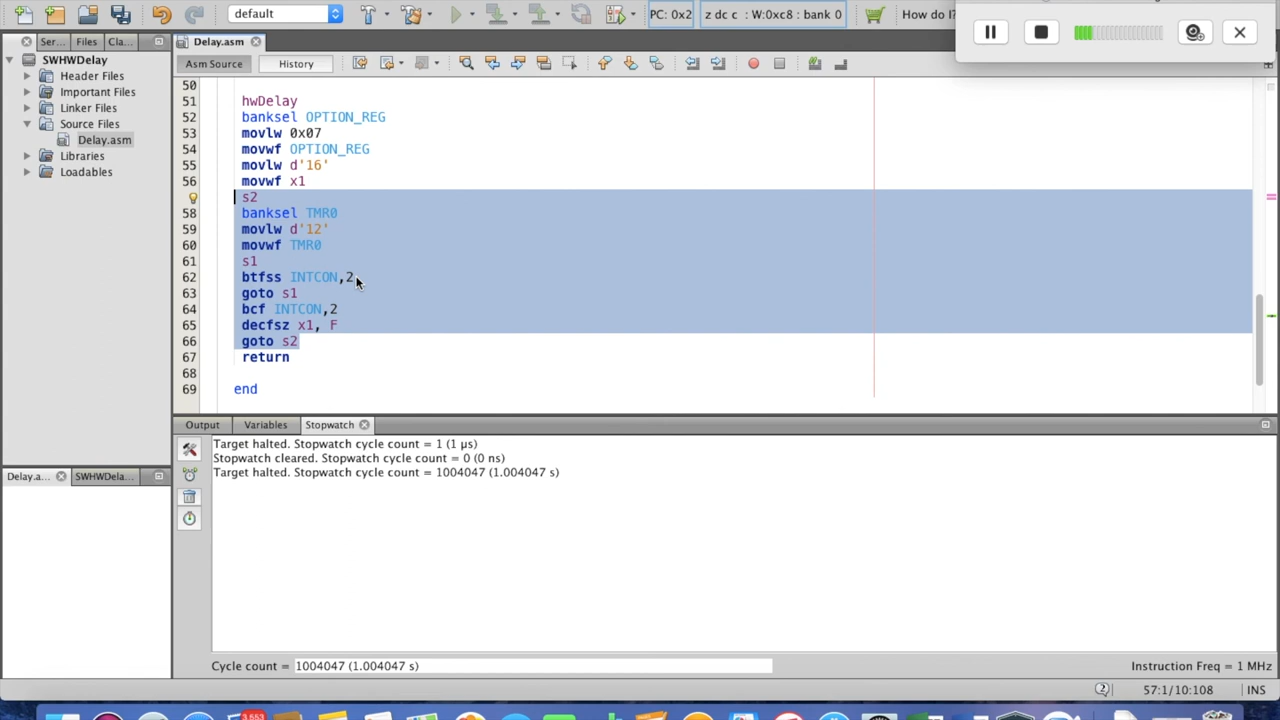 default
PC: 0x2
z dc c : W:0xc8 : bank 0
How do I?
Ser...
Files
Cla...
Delay.asm
SWHWDelay
Header Files
Important Files
Linker Files
Source Files
Delay.asm
Libraries
Loadables
Asm Source
History
50
51 hwDelay
52 banksel OPTION_REG
53 movlw 0x07
54 movwf OPTION_REG
55 movlw d'16'
56 movwf x1
s2
58 banksel TMR0
59 movlw d'12'
60 movwf TMR0
61 s1
62 btfss INTCON,2
63 goto s1
64 bcf INTCON,2
65 decfsz x1, F
66 goto s2
67 return
68
69 end
Output
Variables
Stopwatch
Target halted. Stopwatch cycle count = 1 (1 µs)
Stopwatch cleared. Stopwatch cycle count = 0 (0 ns)
Target halted. Stopwatch cycle count = 1004047 (1.004047 s)
Delay.a...
SWHWDela...
Cycle count = 1004047 (1.004047 s)
Instruction Freq = 1 MHz
57:1/10:108
INS
3,553